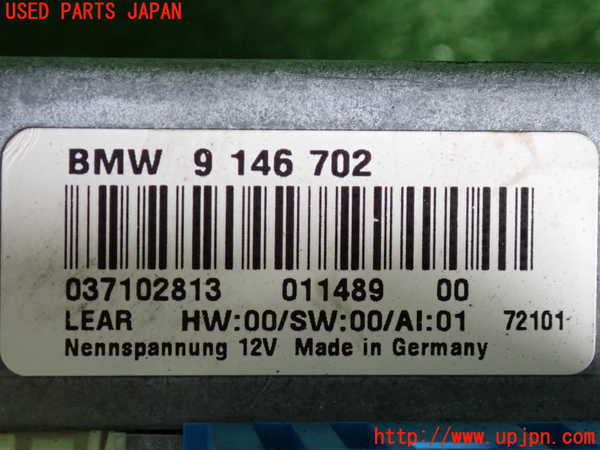 USED PARTS JAPAN
BMW 9 146 702
037102813 011489 00
LEAR HW:00/SW:00/AI:01 72101
Nennspannung 12V Made in Germany
http://www.upjpn.com/